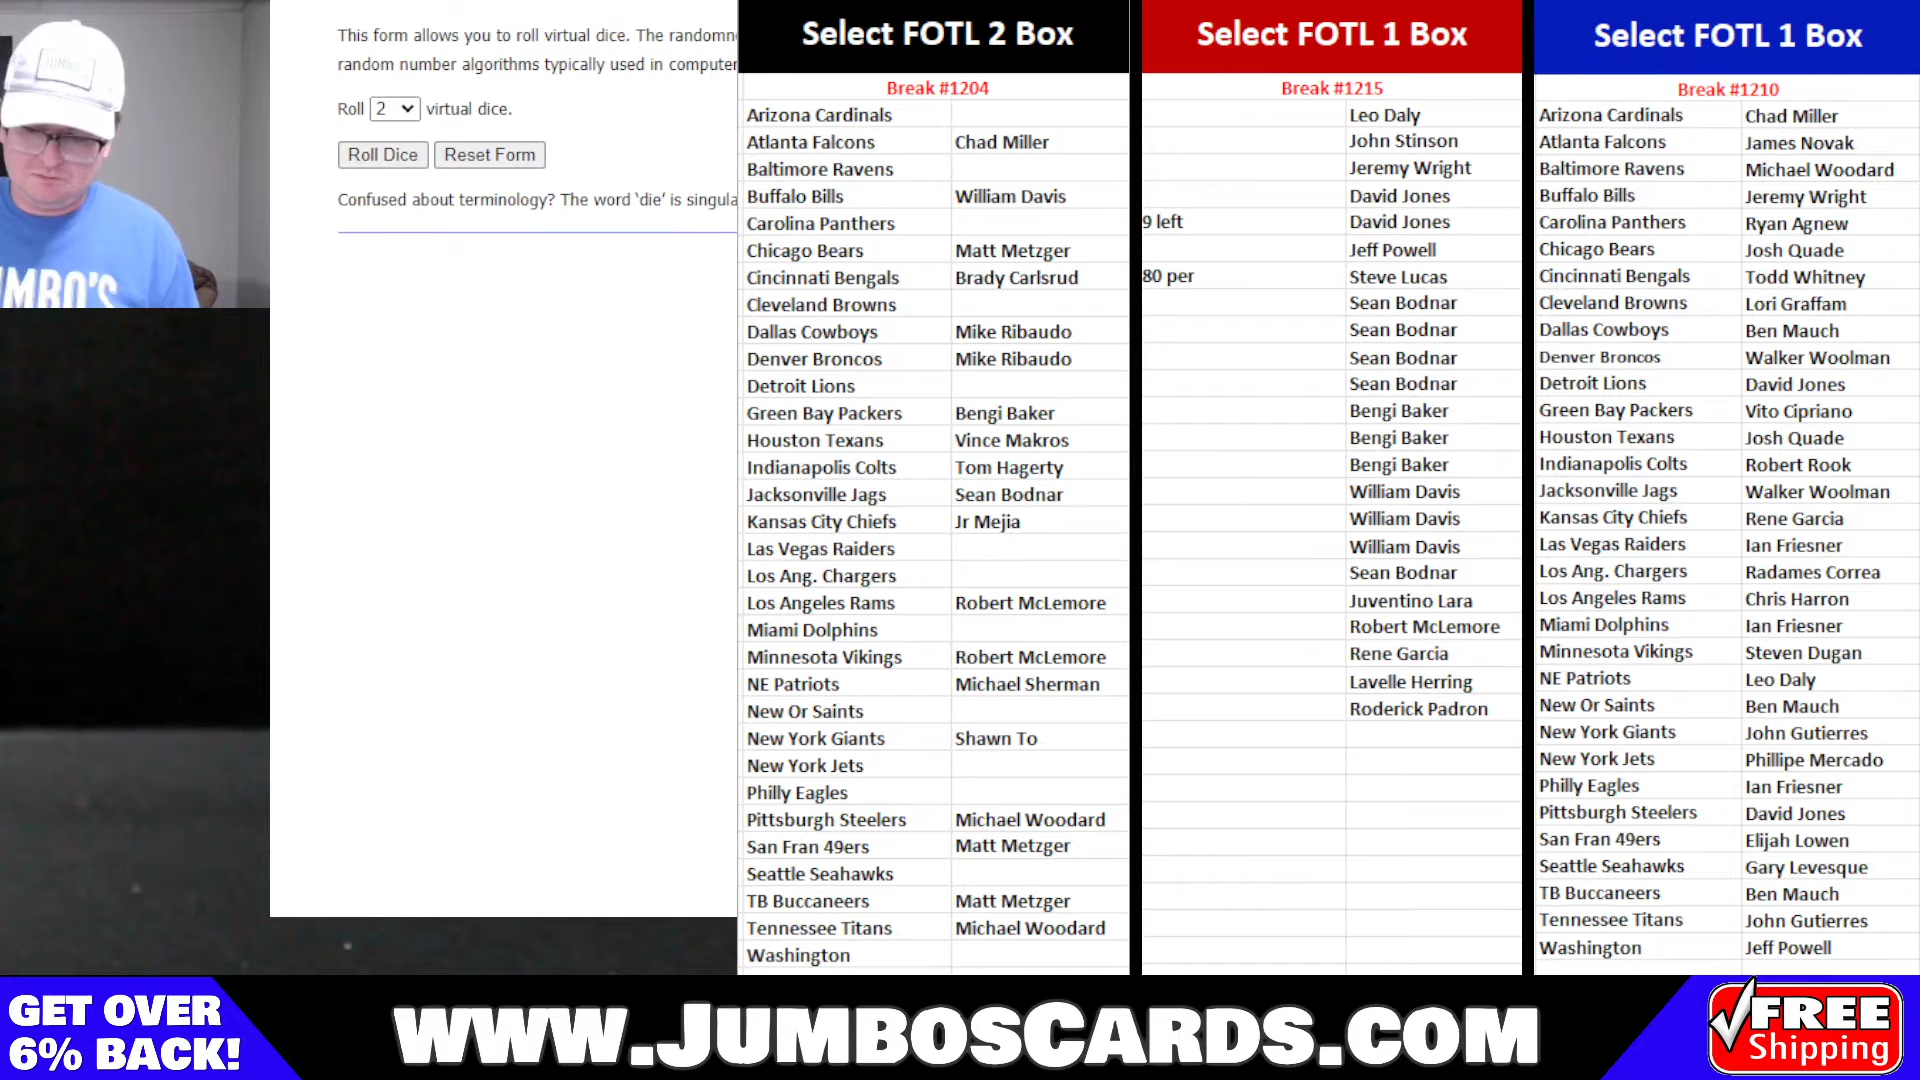 JUMBO'S
UMBO'S
This form allows you to roll virtual dice. The randomn
random number algorithms typically used in computer
Roll 2 virtual dice.
Roll Dice Reset Form
Confused about terminology? The word 'die' is singula
Select FOTL 2 Box
Break #1204
Arizona Cardinals
Atlanta Falcons Chad Miller
Baltimore Ravens
Buffalo Bills William Davis
Carolina Panthers
Chicago Bears Matt Metzger
Cincinnati Bengals Brady Carlsrud
Cleveland Browns
Dallas Cowboys Mike Ribaudo
Denver Broncos Mike Ribaudo
Detroit Lions
Green Bay Packers Bengi Baker
Houston Texans Vince Makros
Indianapolis Colts Tom Hagerty
Jacksonville Jags Sean Bodnar
Kansas City Chiefs Jr Mejia
Las Vegas Raiders
Los Ang. Chargers
Los Angeles Rams Robert McLemore
Miami Dolphins
Minnesota Vikings Robert McLemore
NE Patriots Michael Sherman
New Or Saints
New York Giants Shawn To
New York Jets
Philly Eagles
Pittsburgh Steelers Michael Woodard
San Fran 49ers Matt Metzger
Seattle Seahawks
TB Buccaneers Matt Metzger
Tennessee Titans Michael Woodard
Washington
Select FOTL 1 Box
Break #1215
Leo Daly
John Stinson
Jeremy Wright
David Jones
9 left David Jones
Jeff Powell
80 per Steve Lucas
Sean Bodnar
Sean Bodnar
Sean Bodnar
Sean Bodnar
Bengi Baker
Bengi Baker
Bengi Baker
William Davis
William Davis
William Davis
Sean Bodnar
Juventino Lara
Robert McLemore
Rene Garcia
Lavelle Herring
Roderick Padron
Select FOTL 1 Box
Break #1210
Arizona Cardinals Chad Miller
Atlanta Falcons James Novak
Baltimore Ravens Michael Woodard
Buffalo Bills Jeremy Wright
Carolina Panthers Ryan Agnew
Chicago Bears Josh Quade
Cincinnati Bengals Todd Whitney
Cleveland Browns Lori Graffam
Dallas Cowboys Ben Mauch
Denver Broncos Walker Woolman
Detroit Lions David Jones
Green Bay Packers Vito Cipriano
Houston Texans Josh Quade
Indianapolis Colts Robert Rook
Jacksonville Jags Walker Woolman
Kansas City Chiefs Rene Garcia
Las Vegas Raiders Ian Friesner
Los Ang. Chargers Radames Correa
Los Angeles Rams Chris Harron
Miami Dolphins Ian Friesner
Minnesota Vikings Steven Dugan
NE Patriots Leo Daly
New Or Saints Ben Mauch
New York Giants John Gutierres
New York Jets Phillipe Mercado
Philly Eagles Ian Friesner
Pittsburgh Steelers David Jones
San Fran 49ers Elijah Lowen
Seattle Seahawks Gary Levesque
TB Buccaneers Ben Mauch
Tennessee Titans John Gutierres
Washington Jeff Powell
GET OVER
6% BACK!
www.JumbosCards.com
FREE
Shipping